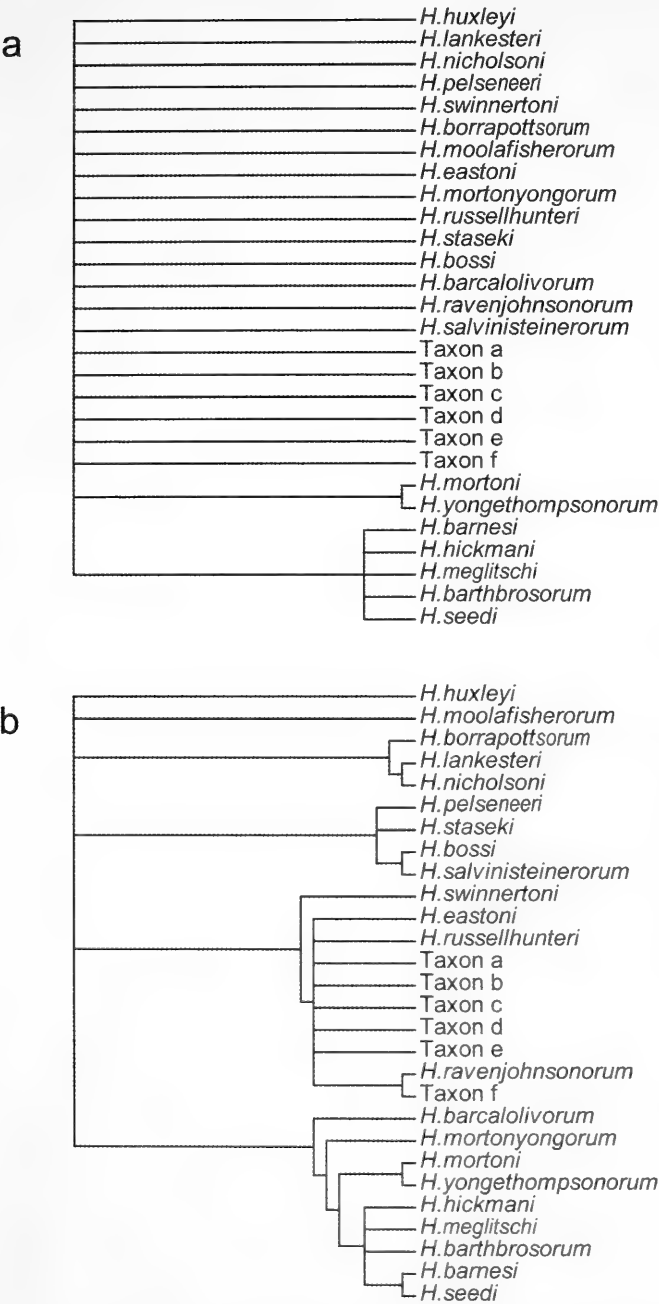 a
H.huxleyi
H.lankesteri
H.nicholsoni
H.pelseneeri
H.swinnertoni
H.borrapottsorum
H.moolafisherorum
H.eastoni
H.mortonyongorum
H.russellhunteri
H.staseki
H.bossi
H.barcalolivorum
H.ravenjohnsonorum
H.salvinisteinerorum
Taxon a
Taxon b
Taxon c
Taxon d
Taxon e
Taxon f
H.mortoni
H.yongethompsonorum
H.barnesi
H.hickmani
H.meglitschi
H.barthbrosorum
H.seedi
b
H.huxleyi
H.moolafisherorum
H.borrapottsorum
H.lankesteri
H.nicholsoni
H.pelseneeri
H.staseki
H.bossi
H.salvinisteinerorum
H.swinnertoni
H.eastoni
H.russellhunteri
Taxon a
Taxon b
Taxon c
Taxon d
Taxon e
H.ravenjohnsonorum
Taxon f
H.barcalolivorum
H.mortonyongorum
H.mortoni
H.yongethompsonorum
H.hickmani
H.meglitschi
H.barthbrosorum
H.barnesi
H.seedi